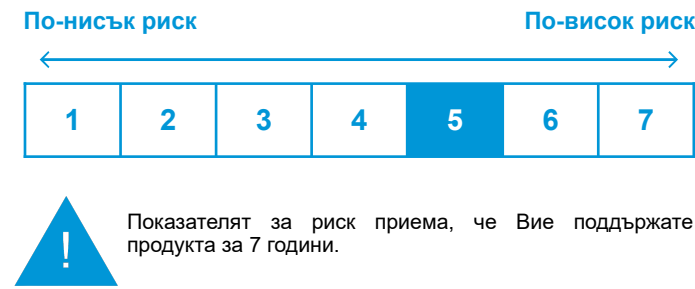 По-нисък риск По-висок риск
1 2 3 4 5 6 7
!
Показателят за риск приема, че Вие поддържате
продукта за 7 години.